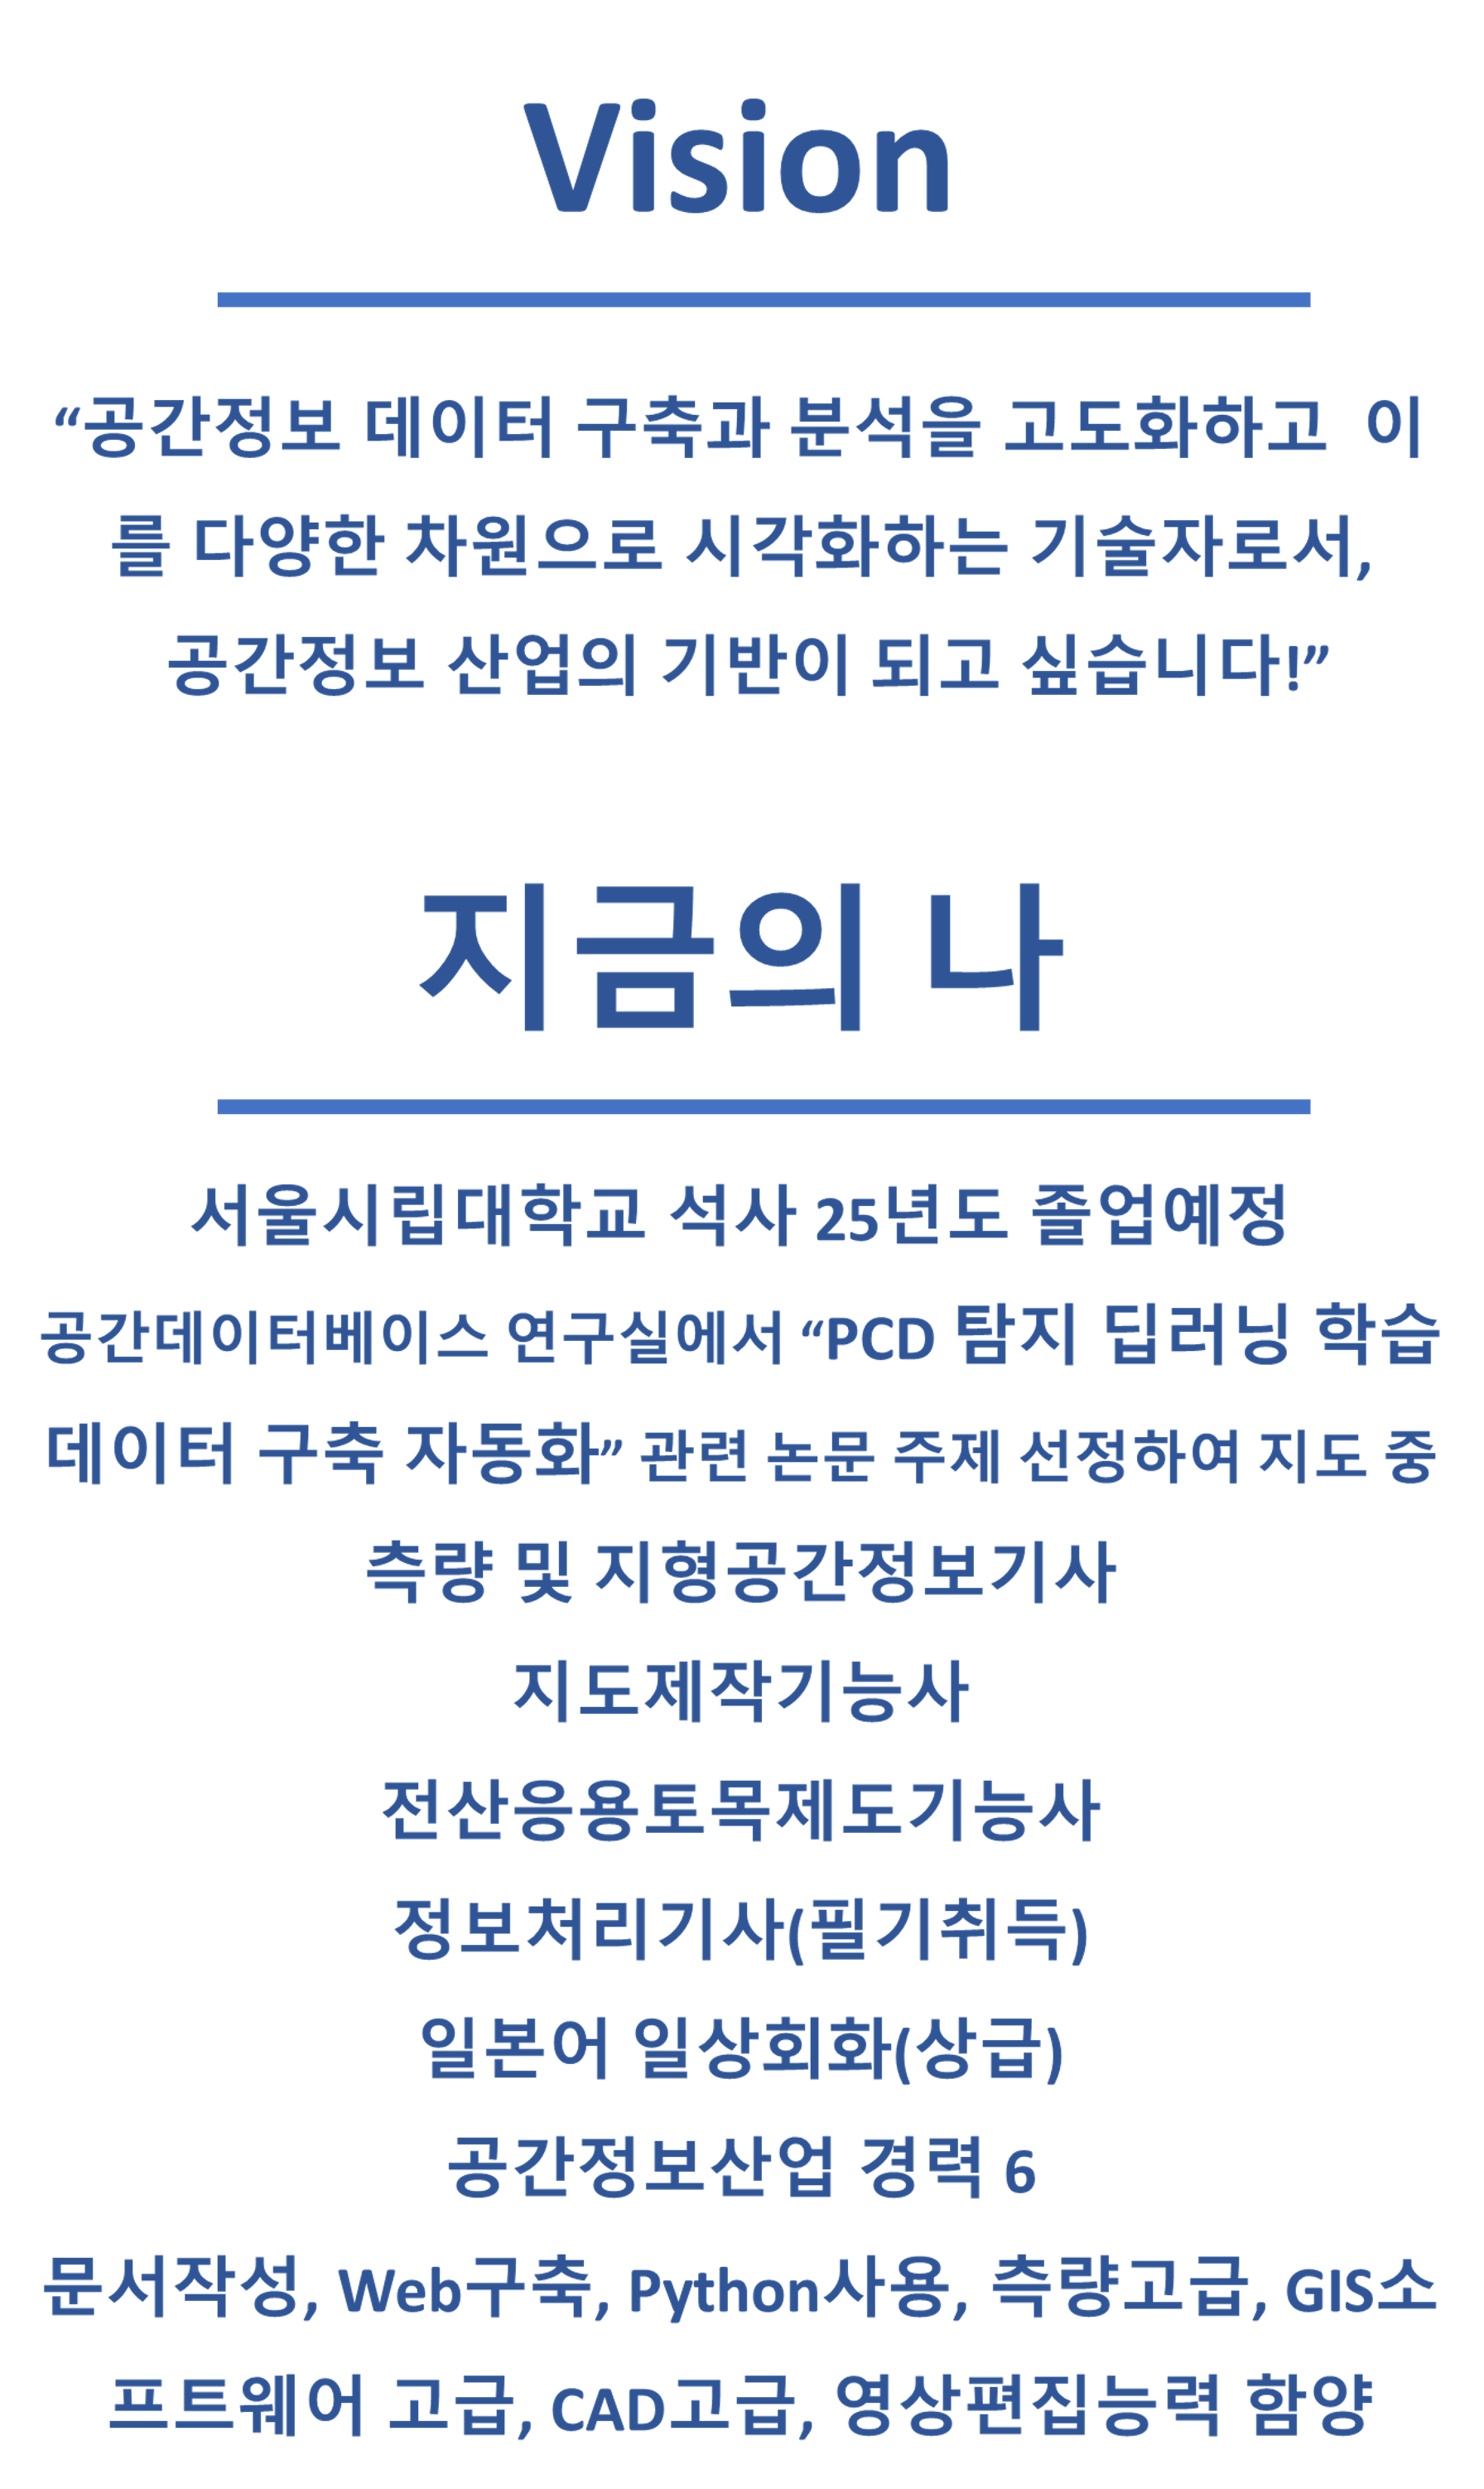 Vision
“공간정보 데이터 구축과 분석을 고도화하고 이
를 다양한 차원으로 시각화하는 기술자로서,
공간정보 산업의 기반이 되고 싶습니다!”
지금의 나
서울시립대학교 석사 25년도 졸업예정
공간데이터베이스 연구실에서 “PCD 탐지 딥러닝 학습
데이터 구축 자동화” 관련 논문 주제 선정하여 지도 중
측량 및 지형공간정보기사
지도제작기능사
전산응용토목제도기능사
정보처리기사(필기취득)
일본어 일상회화(상급)
공간정보산업 경력 6
문서작성, Web구축, Python사용, 측량고급, GIS소
프트웨어 고급, CAD고급, 영상편집능력 함양